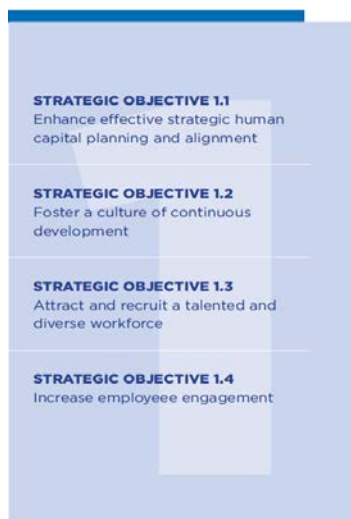 STRATEGIC OBJECTIVE 1.1
Enhance effective strategic human
capital planning and alignment
STRATEGIC OBJECTIVE 1.2
Foster a culture of continuous
development
STRATEGIC OBJECTIVE 1.3
Attract and recruit a talented and
diverse workforce
STRATEGIC OBJECTIVE 1.4
Increase employeee engagement